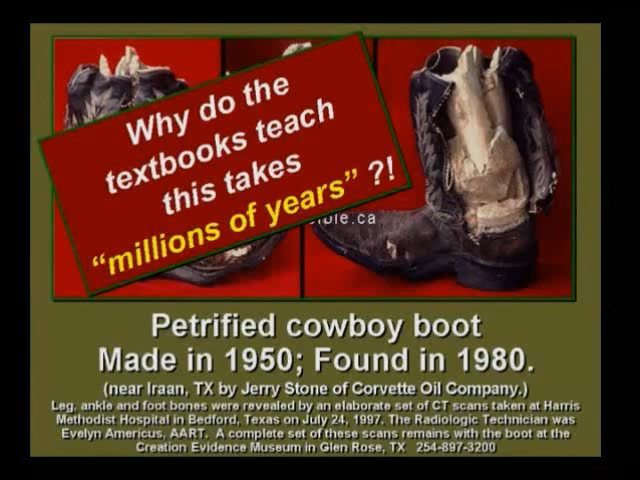 Why do the
textbooks teach
this takes
“millions of years” ?!
bible.ca
Petrified cowboy boot
Made in 1950; Found in 1980.
(near Iraan, TX by Jerry Stone of Corvette Oil Company.)
Leg, ankle and foot bones were revealed by an elaborate set of CT scans taken at Harris
Methodist Hospital in Bedford, Texas on July 24, 1997. The Radiologic Technician was
Evelyn Americus, AART.  A complete set of these scans remains with the boot at the
Creation Evidence Museum in Glen Rose, TX   254-897-3200